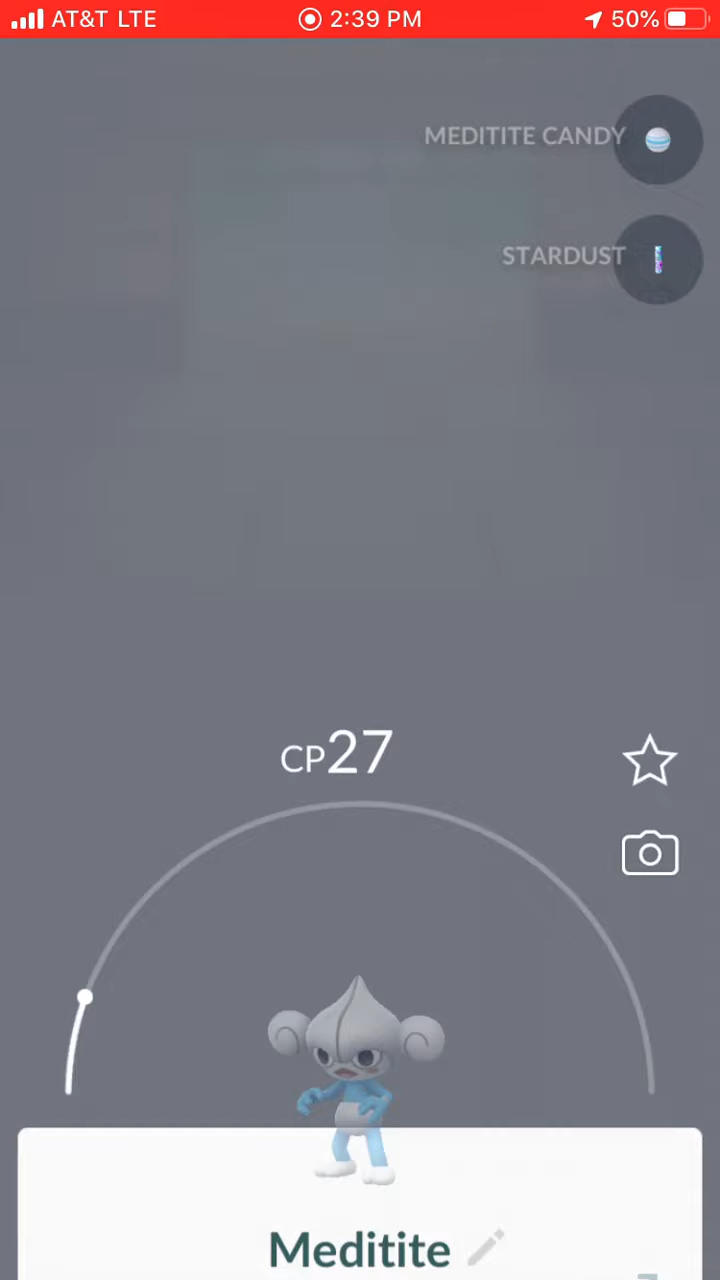 AT&T LTE 2:39 PM 50%
MEDITITE CANDY
STARDUST
CP27
Meditite